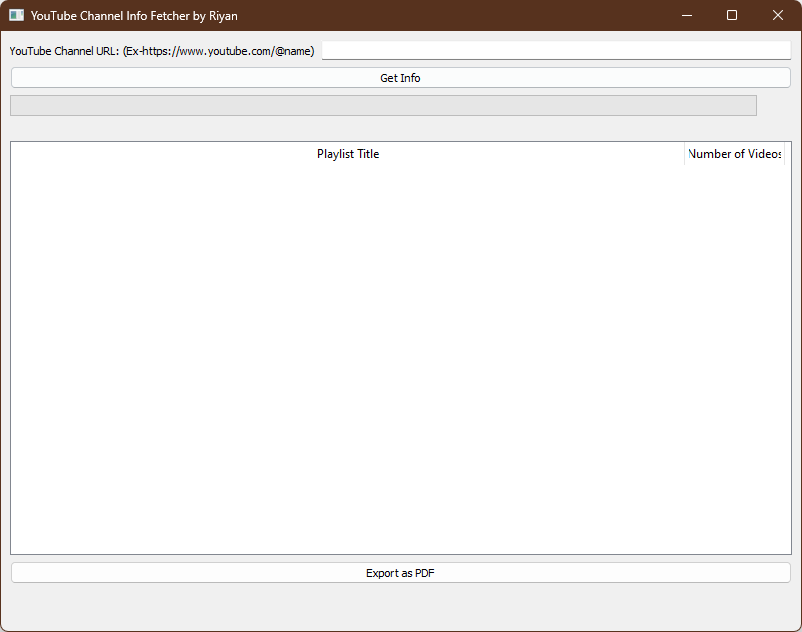 YouTube Channel Info Fetcher by Riyan
YouTube Channel URL: (Ex-https://www.youtube.com/@name)
Get Info
Playlist Title Number of Videos
Export as PDF